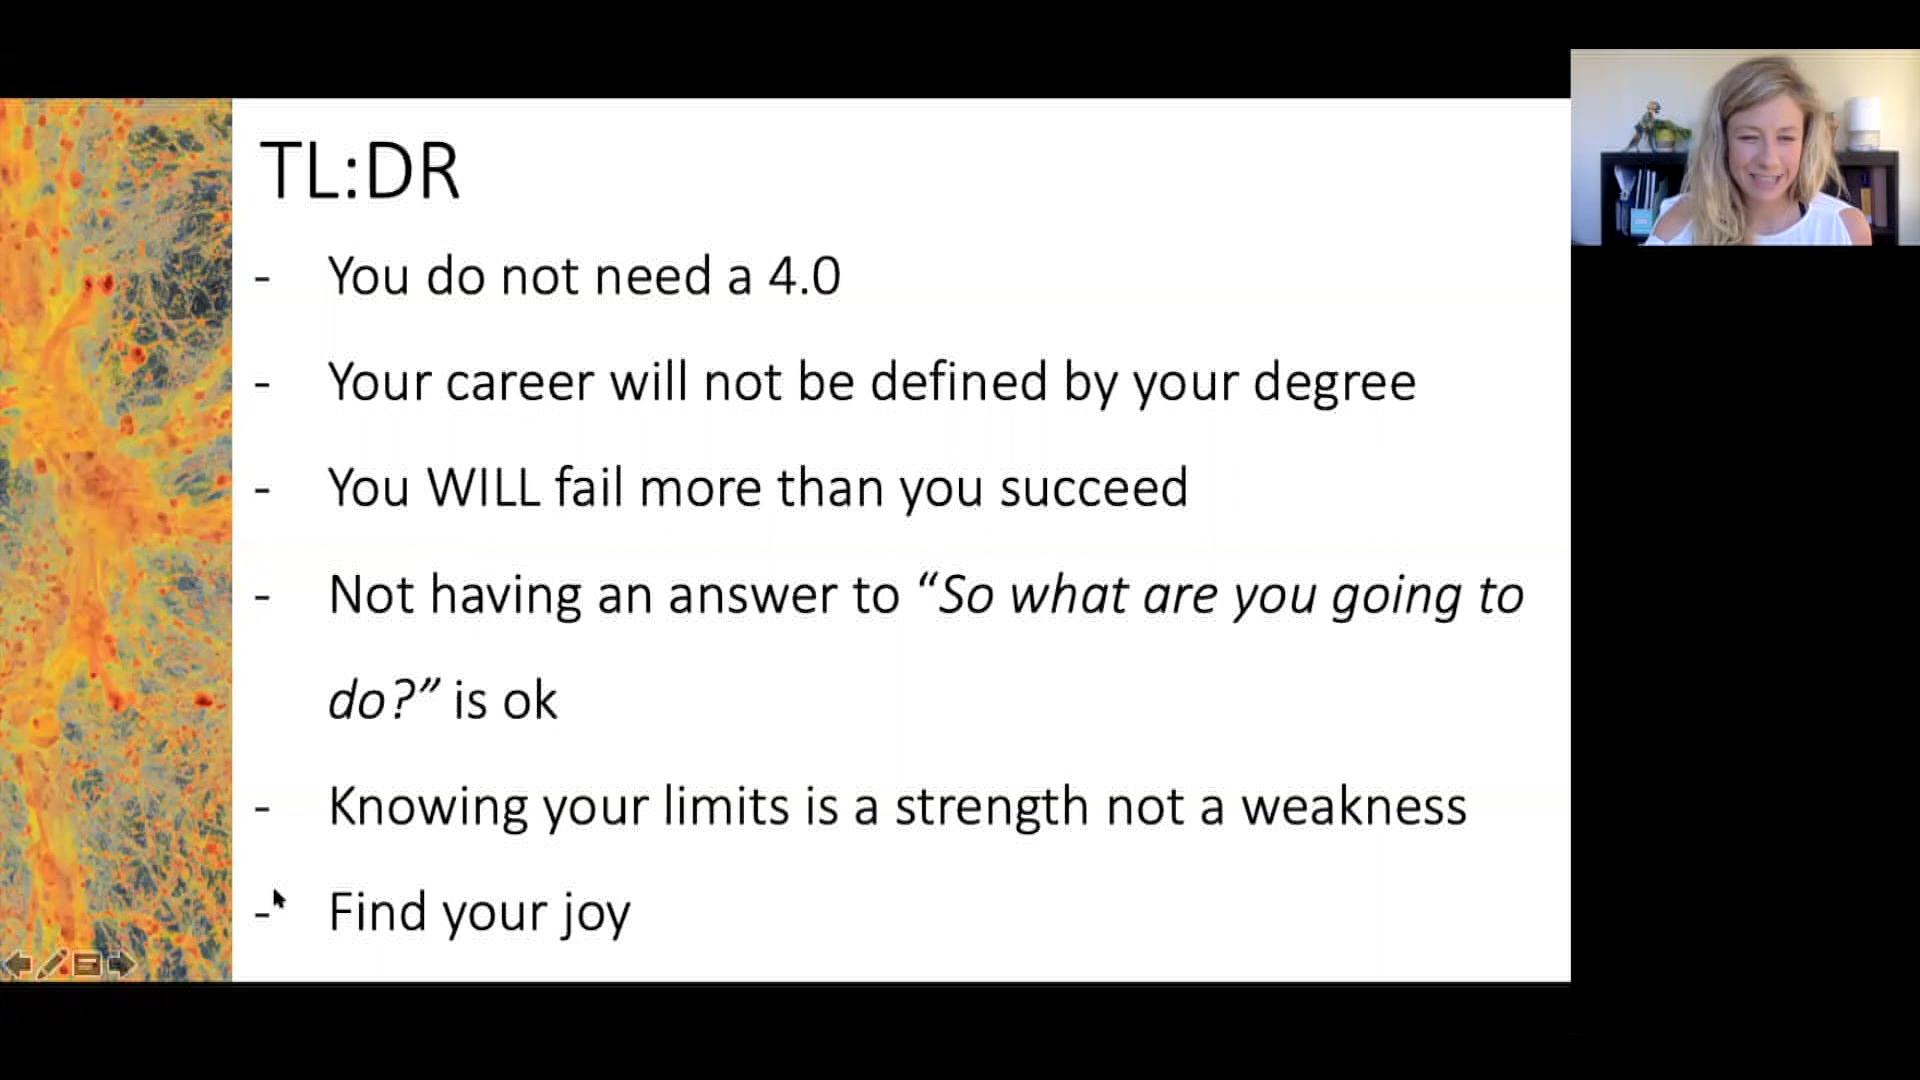 TL:DR
- You do not need a 4.0
- Your career will not be defined by your degree
- You WILL fail more than you succeed
- Not having an answer to “So what are you going to
do?” is ok
- Knowing your limits is a strength not a weakness
- Find your joy